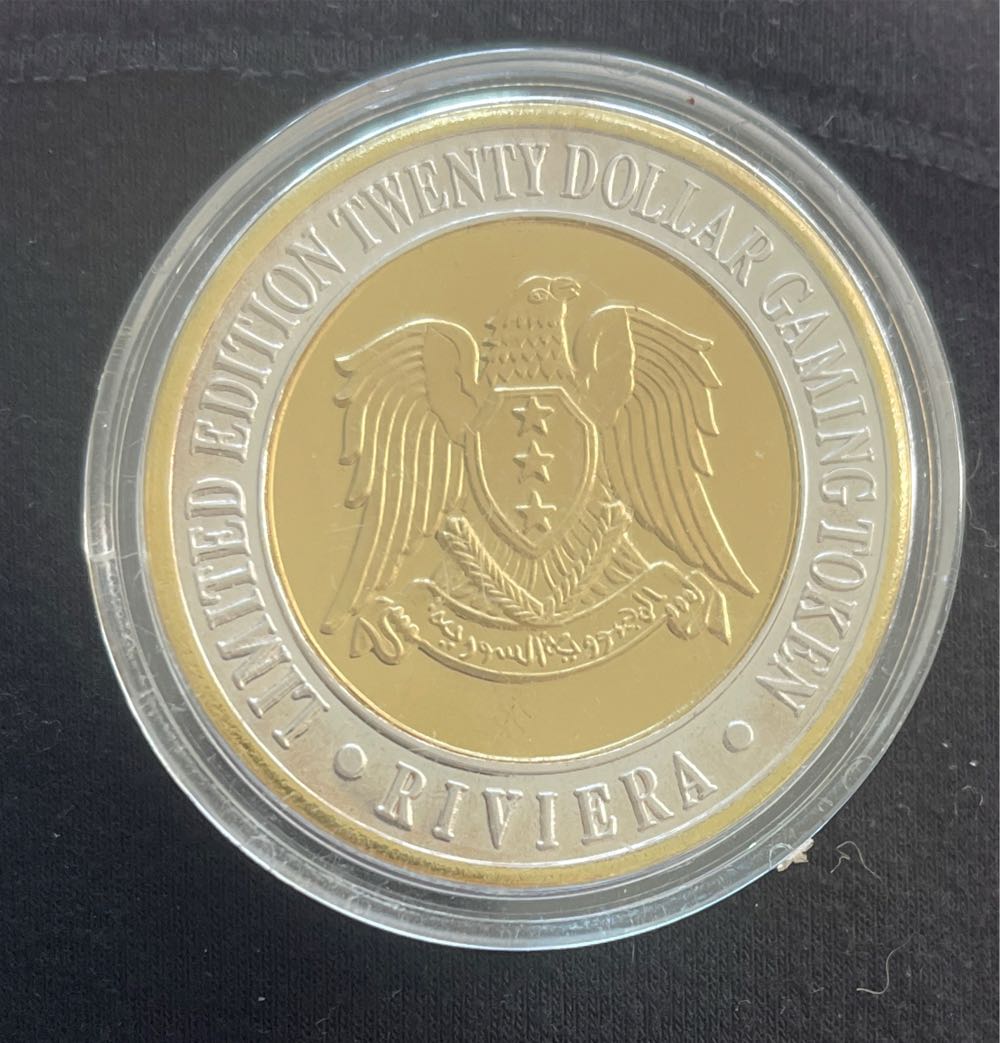 LIMITED EDITION TWENTY DOLLAR GAMING TOKEN
• RIVIERA •